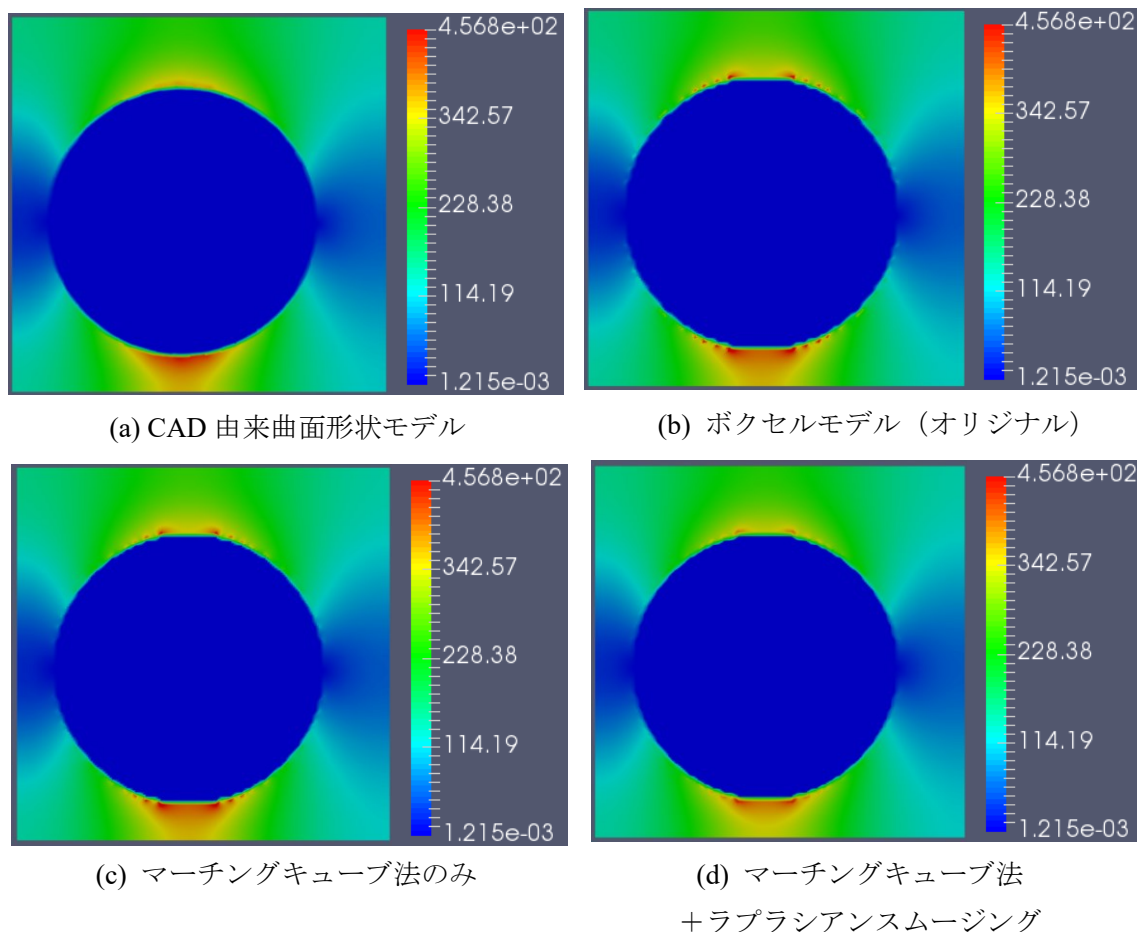 4.568e+02
342.57
228.38
114.19
1.215e-03
(a) CAD 由来曲面形状モデル
4.568e+02
342.57
228.38
114.19
1.215e-03
(b) ボクセルモデル（オリジナル）
4.568e+02
342.57
228.38
114.19
1.215e-03
(c) マーチングキューブ法のみ
4.568e+02
342.57
228.38
114.19
1.215e-03
(d) マーチングキューブ法
＋ラプラシアンスムージング